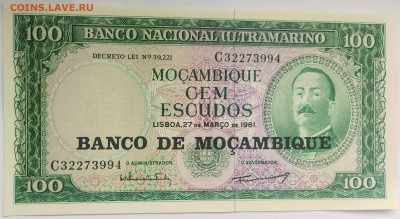 COINS.LAVE.RU
100 BANCO NACIONAL ULTRAMARINO 100
DECRETO-LEI Nº 39,221 C32273994
MOÇAMBIQUE
CEM
ESCUDOS
LISBOA, 27 DE MARÇO DE 1961.
BANCO DE MOÇAMBIQUE
C32273994 O ADMINISTRADOR O GOVERNADOR
100 100